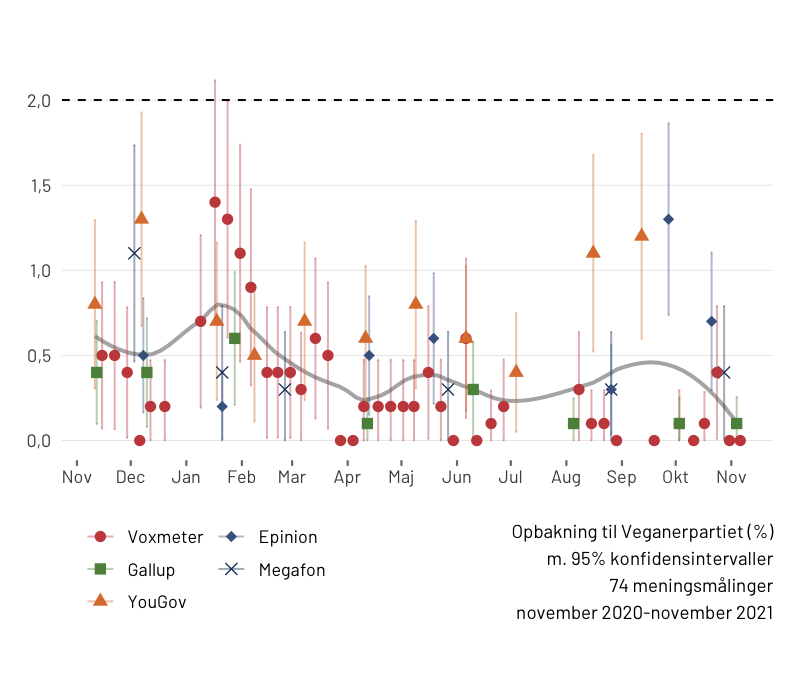 2,0
1,5
1,0
0,5
0,0
Nov Dec Jan Feb Mar Apr Maj Jun Jul Aug Sep Okt Nov
Voxmeter Epinion
Gallup Megafon
YouGov
Opbakning til Veganerpartiet (%)
m. 95% konfidensintervaller
74 meningsmålinger
november 2020-november 2021